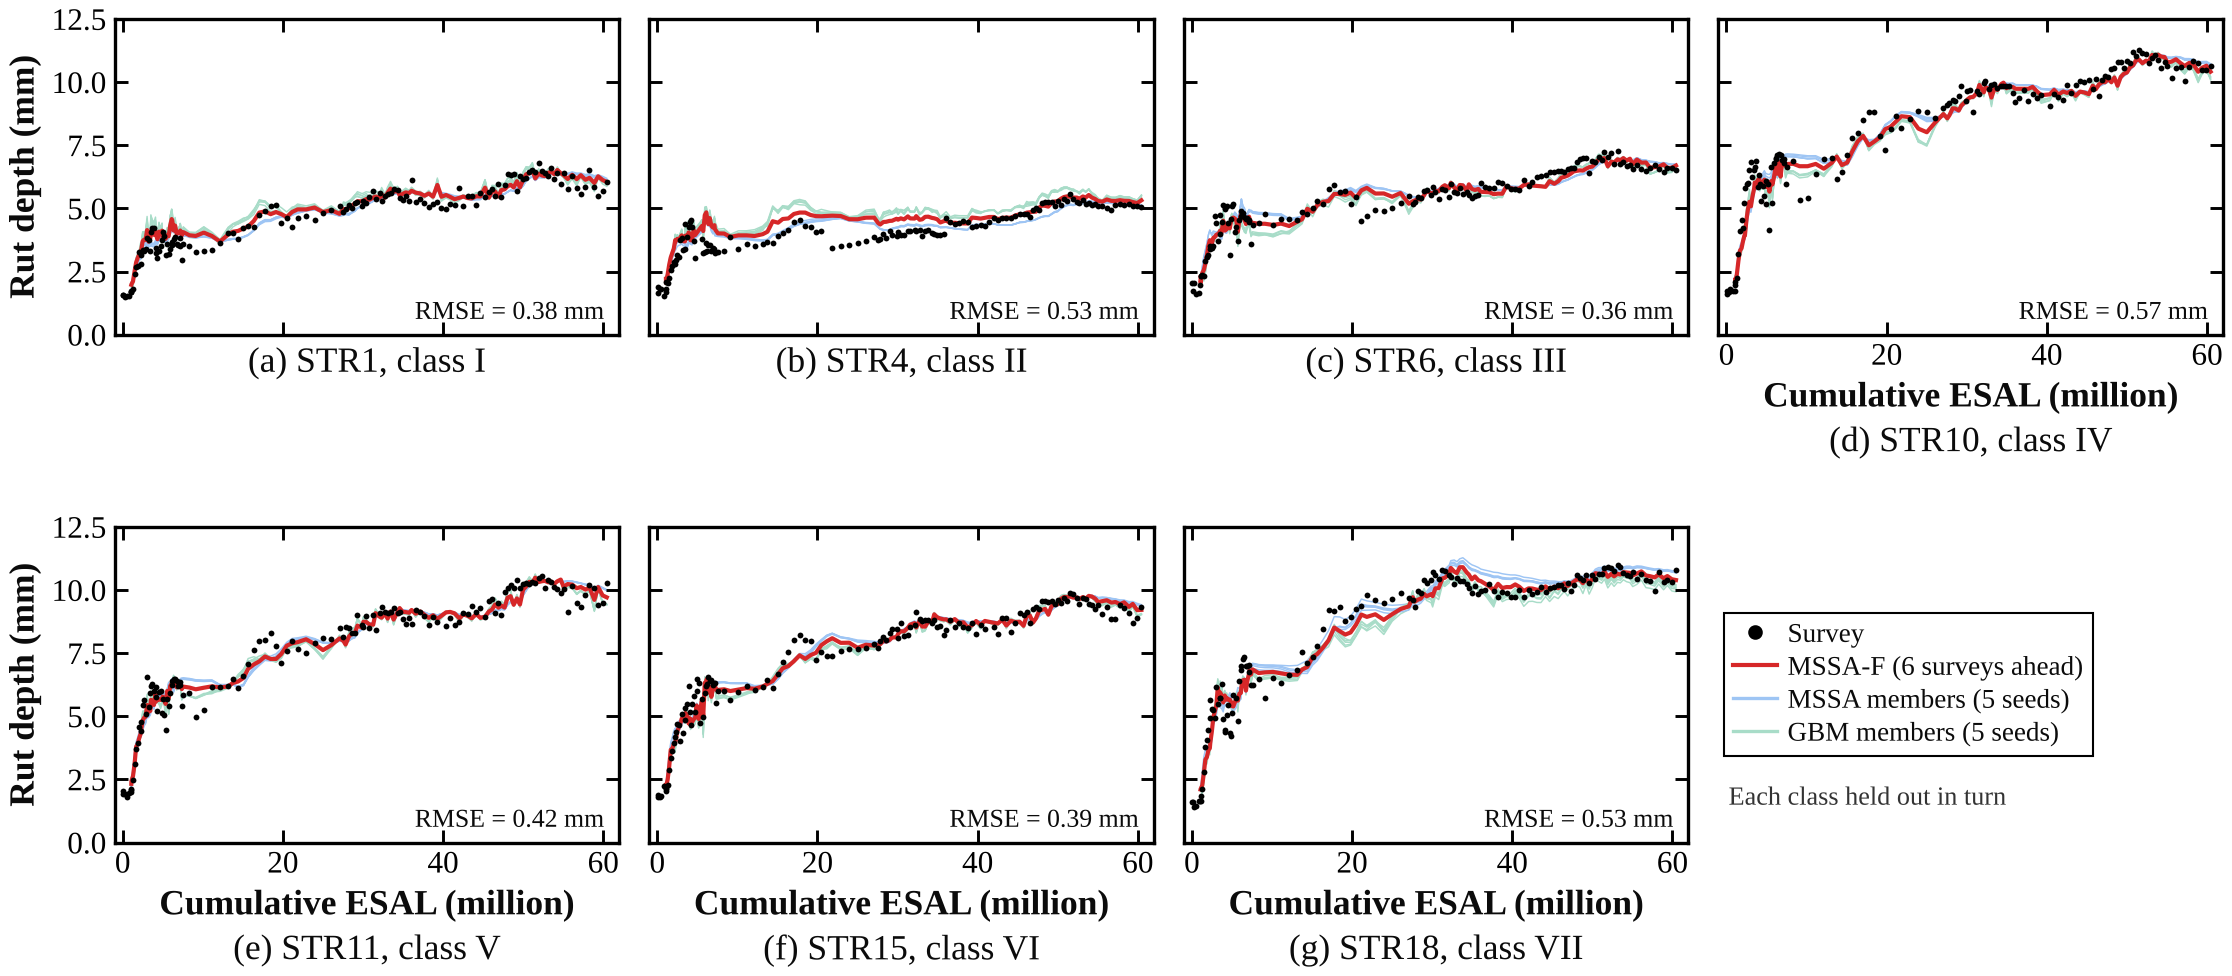 12.5
10.0
7.5
5.0
2.5
0.0
Rut depth (mm)
RMSE = 0.38 mm
(a) STR1, class I
RMSE = 0.53 mm
(b) STR4, class II
RMSE = 0.36 mm
(c) STR6, class III
RMSE = 0.57 mm
0 20 40 60
Cumulative ESAL (million)
(d) STR10, class IV
12.5
10.0
7.5
5.0
2.5
0.0
Rut depth (mm)
RMSE = 0.42 mm
0 20 40 60
Cumulative ESAL (million)
(e) STR11, class V
RMSE = 0.39 mm
0 20 40 60
Cumulative ESAL (million)
(f) STR15, class VI
RMSE = 0.53 mm
0 20 40 60
Cumulative ESAL (million)
(g) STR18, class VII
Survey
MSSA-F (6 surveys ahead)
MSSA members (5 seeds)
GBM members (5 seeds)
Each class held out in turn